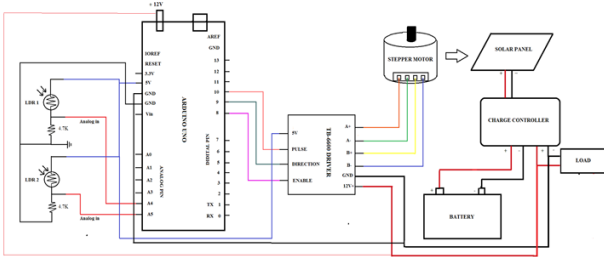 + 12V
AREF
GND
IOREF
RESET
3.3V
5V
GND
GND
Vin
A0
A1
A2
A3
A4
A5
ARDUINO UNO
ANALOG PIN
DIGITAL PIN
13
12
11
10
9
8
7
6
5
4
3
2
TX 1
RX 0
LDR 1
4.7K
Analog in
LDR 2
4.7K
Analog in
5V
PULSE
DIRECTION
ENABLE
TB-6600 DRIVER
A+
A-
B+
B-
GND
12V+
STEPPER MOTOR
SOLAR PANEL
+ -
CHARGE CONTROLLER
+ - + -
LOAD
+ -
BATTERY